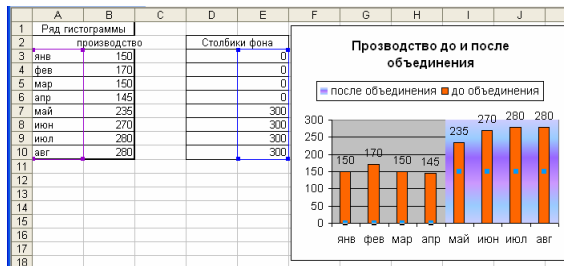 A B C D E F G H I J
1 Ряд гистограммы
2 производство Столбики фона
3 янв 150 0
4 фев 170 0
5 мар 150 0
6 апр 145 0
7 май 235 300
8 июн 270 300
9 июл 280 300
10 авг 280 300
11
12
13
14
15
16
17
18
Прозводство до и после
объединения
после объединения до объединения
300
250
200
150
100
50
0
150 170 150 145 235 270 280 280
янв фев мар апр май июн июл авг